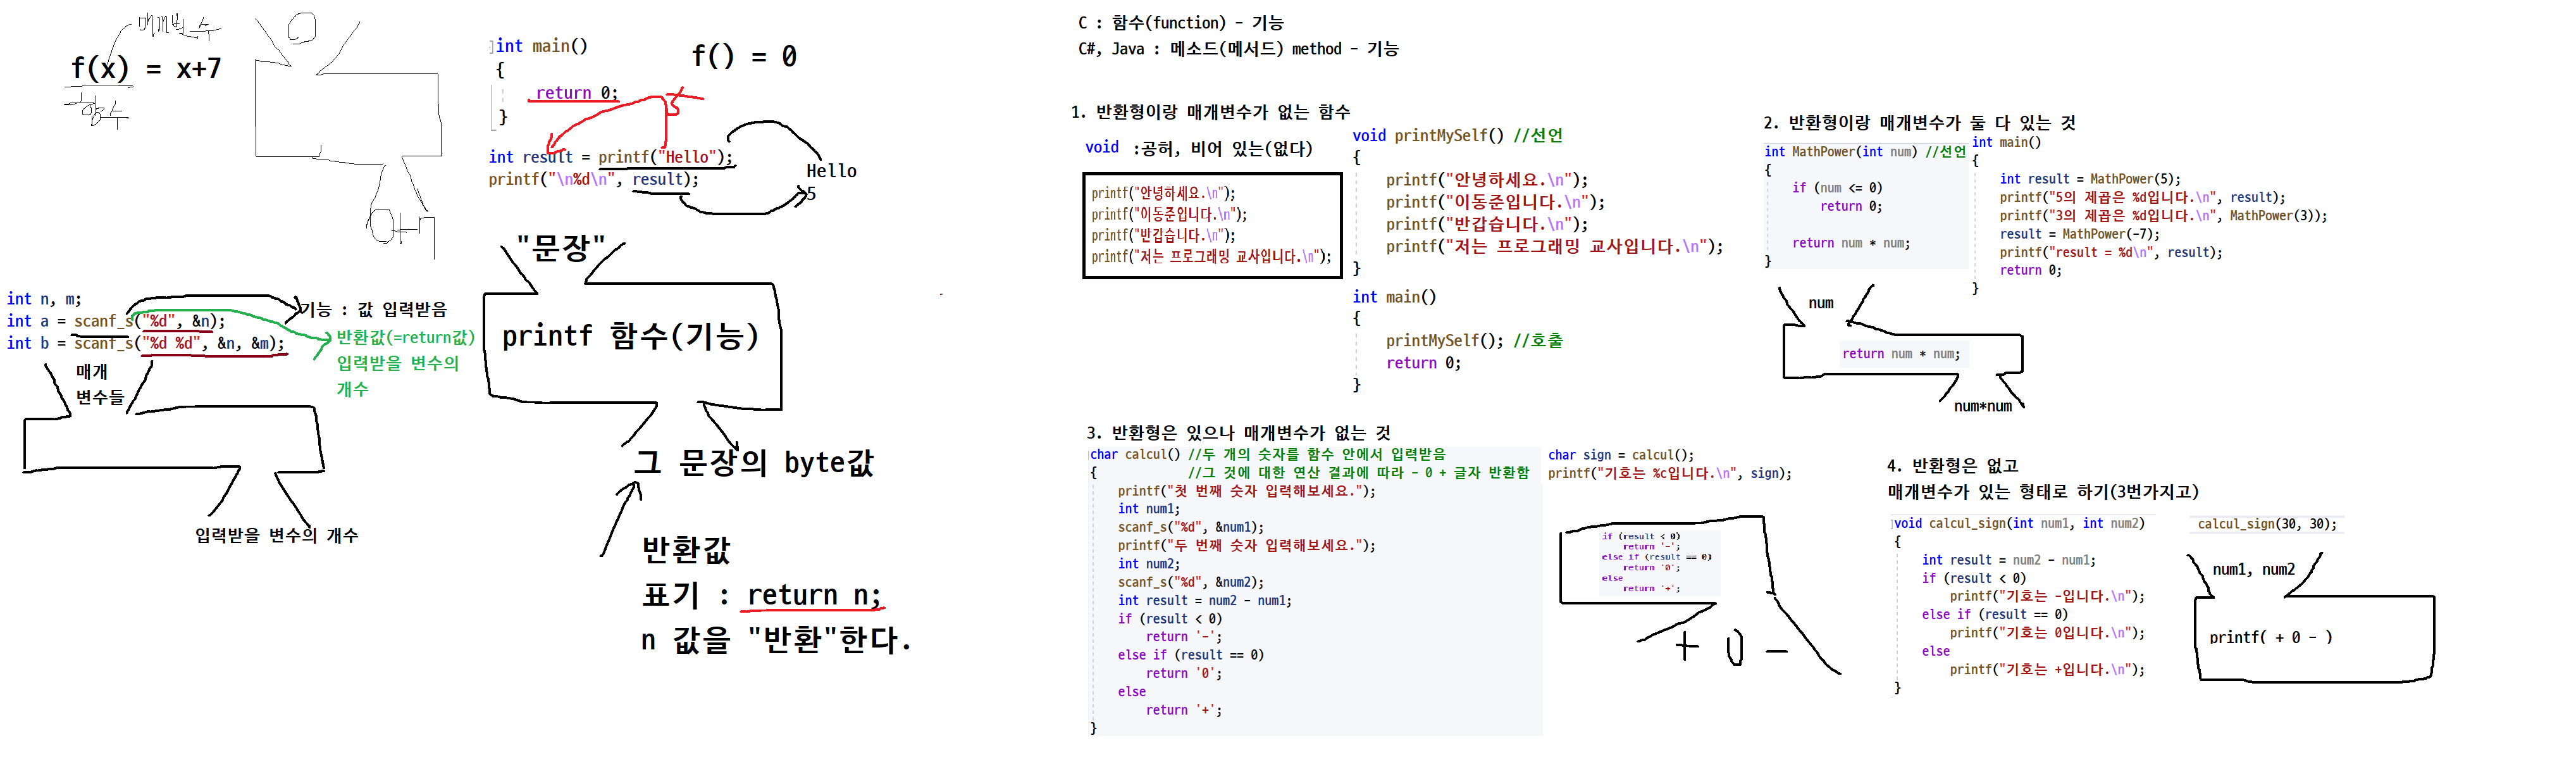 매개변수
f(x) = x+7
함수
int main()
{
return 0;
}
f() = 0
5
int result = printf("Hello");
printf("\n%d\n", result);
Hello
5
int n, m;
int a = scanf_s("%d", &n);
int b = scanf_s("%d %d", &n, &m);
기능 : 값 입력받음
반환값(=return값)
입력받을 변수의
개수
매개
변수들
입력받을 변수의 개수
"문장"
printf 함수(기능)
그 문장의 byte값
반환값
표기 : return n;
n 값을 "반환"한다.
C : 함수(function) - 기능
C#, Java : 메소드(메서드) method - 기능
1. 반환형이랑 매개변수가 없는 함수
void :공허, 비어 있는(없다)
printf("안녕하세요.\n");
printf("이동준입니다.\n");
printf("반갑습니다.\n");
printf("저는 프로그래밍 교사입니다.\n");
void printMySelf() //선언
{
printf("안녕하세요.\n");
printf("이동준입니다.\n");
printf("반갑습니다.\n");
printf("저는 프로그래밍 교사입니다.\n");
}
int main()
{
printMySelf(); //호출
return 0;
}
2. 반환형이랑 매개변수가 둘 다 있는 것
int MathPower(int num) //선언
{
if (num <= 0)
return 0;
return num * num;
}
int main()
{
int result = MathPower(5);
printf("5의 제곱은 %d입니다.\n", result);
printf("3의 제곱은 %d입니다.\n", MathPower(3));
result = MathPower(-7);
printf("result = %d\n", result);
return 0;
}
num
return num * num;
num*num
3. 반환형은 있으나 매개변수가 없는 것
char calcul() //두 개의 숫자를 함수 안에서 입력받음
{ //그 것에 대한 연산 결과에 따라 - 0 + 글자 반환함
printf("첫 번째 숫자 입력해보세요.");
int num1;
scanf_s("%d", &num1);
printf("두 번째 숫자 입력해보세요.");
int num2;
scanf_s("%d", &num2);
int result = num2 - num1;
if (result < 0)
return '-';
else if (result == 0)
return '0';
else
return '+';
}
char sign = calcul();
printf("기호는 %c입니다.\n", sign);
if (result < 0)
return '-';
else if (result == 0)
return '0';
else
return '+';
+ 0 -
4. 반환형은 없고
매개변수가 있는 형태로 하기(3번가지고)
void calcul_sign(int num1, int num2)
{
int result = num2 - num1;
if (result < 0)
printf("기호는 -입니다.\n");
else if (result == 0)
printf("기호는 0입니다.\n");
else
printf("기호는 +입니다.\n");
}
calcul_sign(30, 30);
num1, num2
printf( + 0 - )